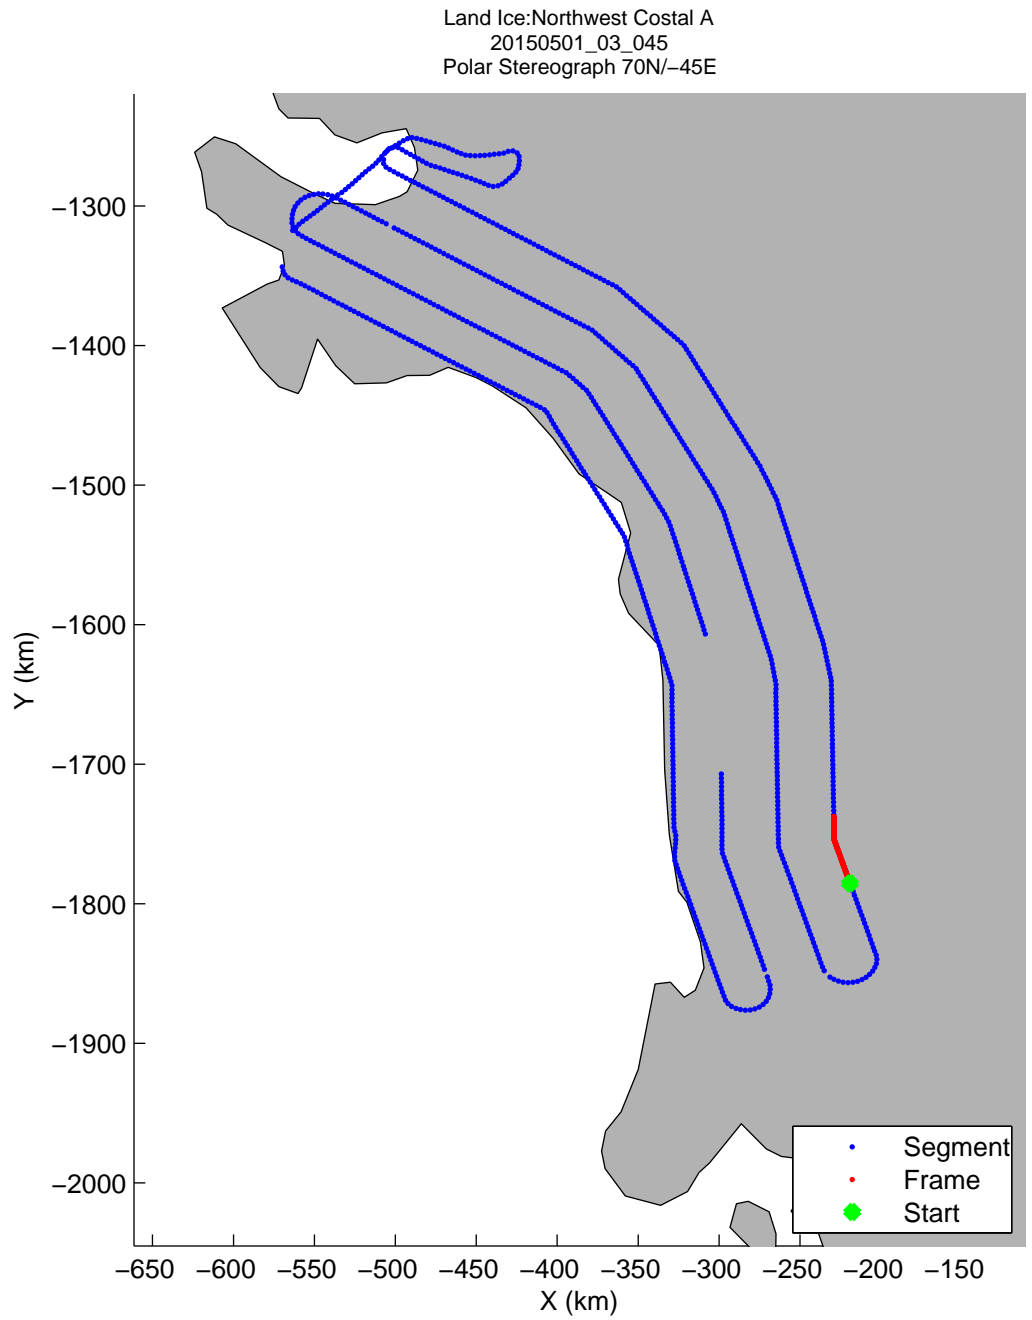 Land Ice:Northwest Costal A
20150501_03_045
Polar Stereograph 70N/−45E
−1300
−1400
−1500
−1600
−1700
−1800
−1900
−2000
Y (km)
Segment
Frame
Start
−650 −600 −550 −500 −450 −400 −350 −300 −250 −200 −150
X (km)